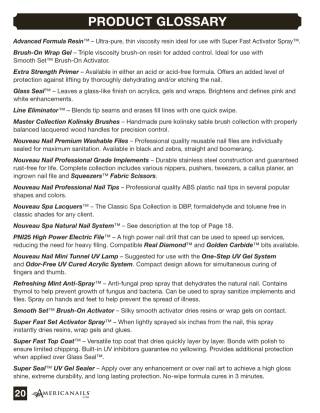 PRODUCT GLOSSARY
Advanced Formula Resin™ – Ultra-pure, thin viscosity resin ideal for use with Super Fast Activator Spray™.
Brush-On Wrap Gel – Triple viscosity brush-on resin for added control. Ideal for use with
Smooth Set™ Brush-On Activator.
Extra Strength Primer – Available in either an acid or acid-free formula. Offers an added level of
protection against lifting by thoroughly dehydrating and/or etching the nail.
Glass Seal™ – Leaves a glass-like finish on acrylics, gels and wraps. Brightens and defines pink and
white enhancements.
Line Eliminator™ – Blends tip seams and erases fill lines with one quick swipe.
Master Collection Kolinsky Brushes – Handmade pure kolinsky sable brush collection with properly
balanced lacquered wood handles for precision control.
Nouveau Nail Premium Washable Files – Professional quality reusable nail files are individually
sealed for maximum sanitation. Available in black and zebra, straight and boomerang.
Nouveau Nail Professional Grade Implements – Durable stainless steel construction and guaranteed
rust-free for life. Complete collection includes various nippers, pushers, tweezers, a callus planer, an
ingrown nail file and Squeezers™ Fabric Scissors.
Nouveau Nail Professional Nail Tips – Professional quality ABS plastic nail tips in several popular
shapes and colors.
Nouveau Spa Lacquers™ – The Classic Spa Collection is DBP, formaldehyde and toluene free in
classic shades for any client.
Nouveau Spa Natural Nail System™ – See description at the top of Page 18.
PNI25 High Power Electric File™ – A high power nail drill that can be used to speed up services,
reducing the need for heavy filing. Compatible Real Diamond™ and Golden Carbide™ bits available.
Nouveau Nail Mini Tunnel UV Lamp – Suggested for use with the One-Step UV Gel System
and Odor-Free UV Cured Acrylic System. Compact design allows for simultaneous curing of
fingers and thumb.
Refreshing Mint Anti-Spray™ – Anti-fungal prep spray that dehydrates the natural nail. Contains
thymol to help prevent growth of fungus and bacteria. Can be used to spray sanitize implements and
files. Spray on hands and feet to help prevent the spread of illness.
Smooth Set™ Brush-On Activator – Silky smooth activator dries resins or wrap gels on contact.
Super Fast Set Activator Spray™ – When lightly sprayed six inches from the nail, this spray
instantly dries resins, wrap gels and glues.
Super Fast Top Coat™ – Versatile top coat that dries quickly layer by layer. Bonds with polish to
ensure limited chipping. Built-in UV inhibitors guarantee no yellowing. Provides additional protection
when applied over Glass Seal™.
Super Seal™ UV Gel Sealer – Apply over any enhancement or over nail art to achieve a high gloss
shine, extreme durability, and long lasting protection. No-wipe formula cures in 3 minutes.
20 AMERICANAILS